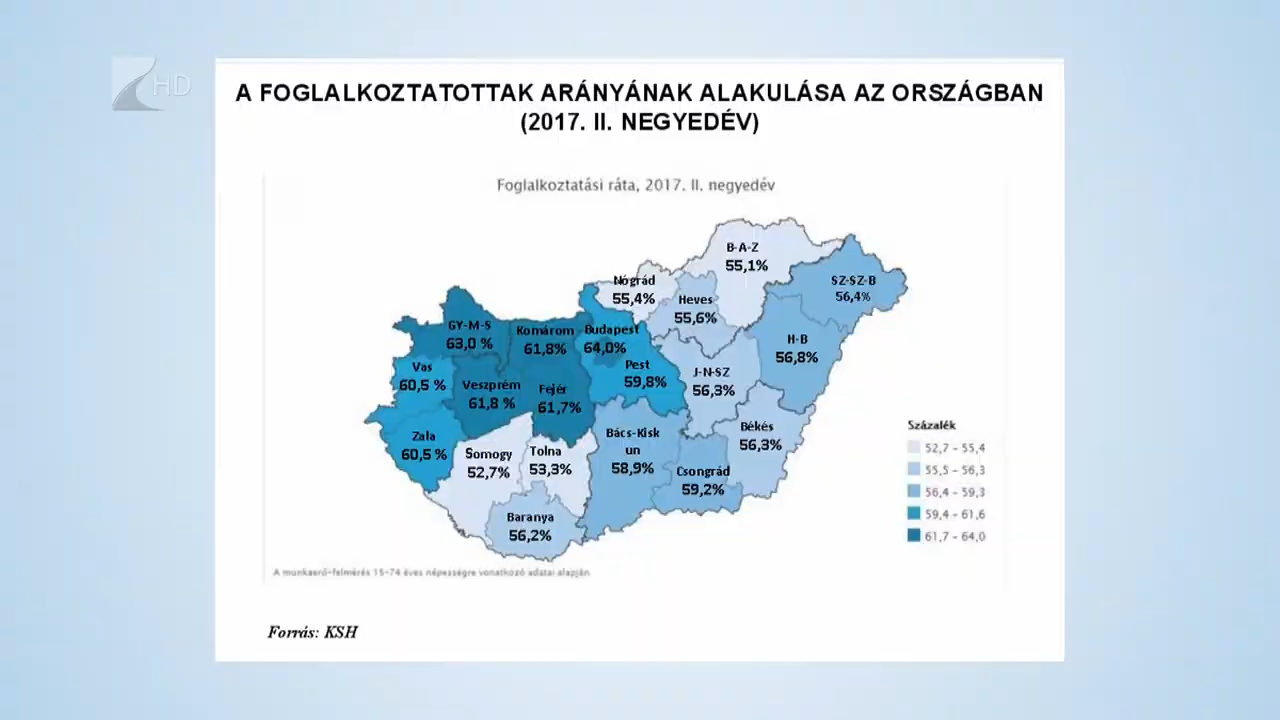 HD
A FOGLALKOZTATOTTAK ARÁNYÁNAK ALAKULÁSA AZ ORSZÁGBAN
(2017. II. NEGYEDÉV)
Foglalkoztatási ráta, 2017. II. negyedév
B-A-Z
55,1%
Nógrád
55,4%
SZ-SZ-B
56,4%
Heves
55,6%
GY-M-S
63,0 %
Komárom
61,8%
Budapest
64,0%
H-B
56,8%
Vas
60,5 %
Pest
59,8%
J-N-SZ
56,3%
Veszprém
61,8 %
Fejér
61,7%
Zala
60,5 %
Somogy
52,7%
Tolna
53,3%
Bács-Kisk
un
58,9%
Békés
56,3%
Csongrád
59,2%
Baranya
56,2%
Százalék
52,7 – 55,4
55,5 – 56,3
56,4 – 59,3
59,4 – 61,6
61,7 – 64,0
A munkaerő-felmérés 15-74 éves népességre vonatkozó adatai alapján
Forrás: KSH